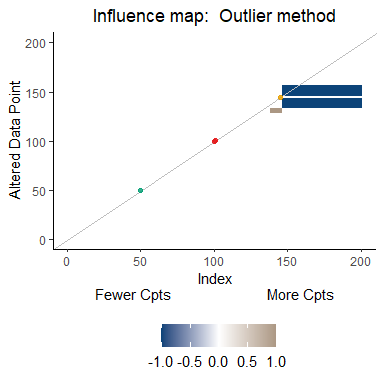 Influence map:  Outlier method
Altered Data Point
200
150
100
50
0
0 50 100 150 200
Index
Fewer Cpts More Cpts
-1.0 -0.5 0.0 0.5 1.0